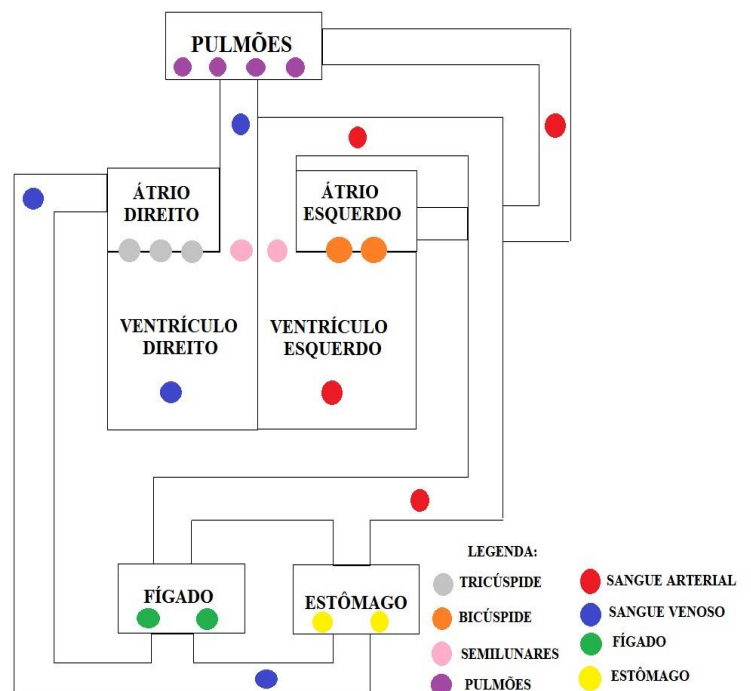 PULMÕES
ÁTRIO
DIREITO
ÁTRIO
ESQUERDO
VENTRÍCULO
DIREITO
VENTRÍCULO
ESQUERDO
FÍGADO
ESTÔMAGO
LEGENDA:
TRICÚSPIDE
BICÚSPIDE
SEMILUNARES
PULMÕES
SANGUE ARTERIAL
SANGUE VENOSO
FÍGADO
ESTÔMAGO